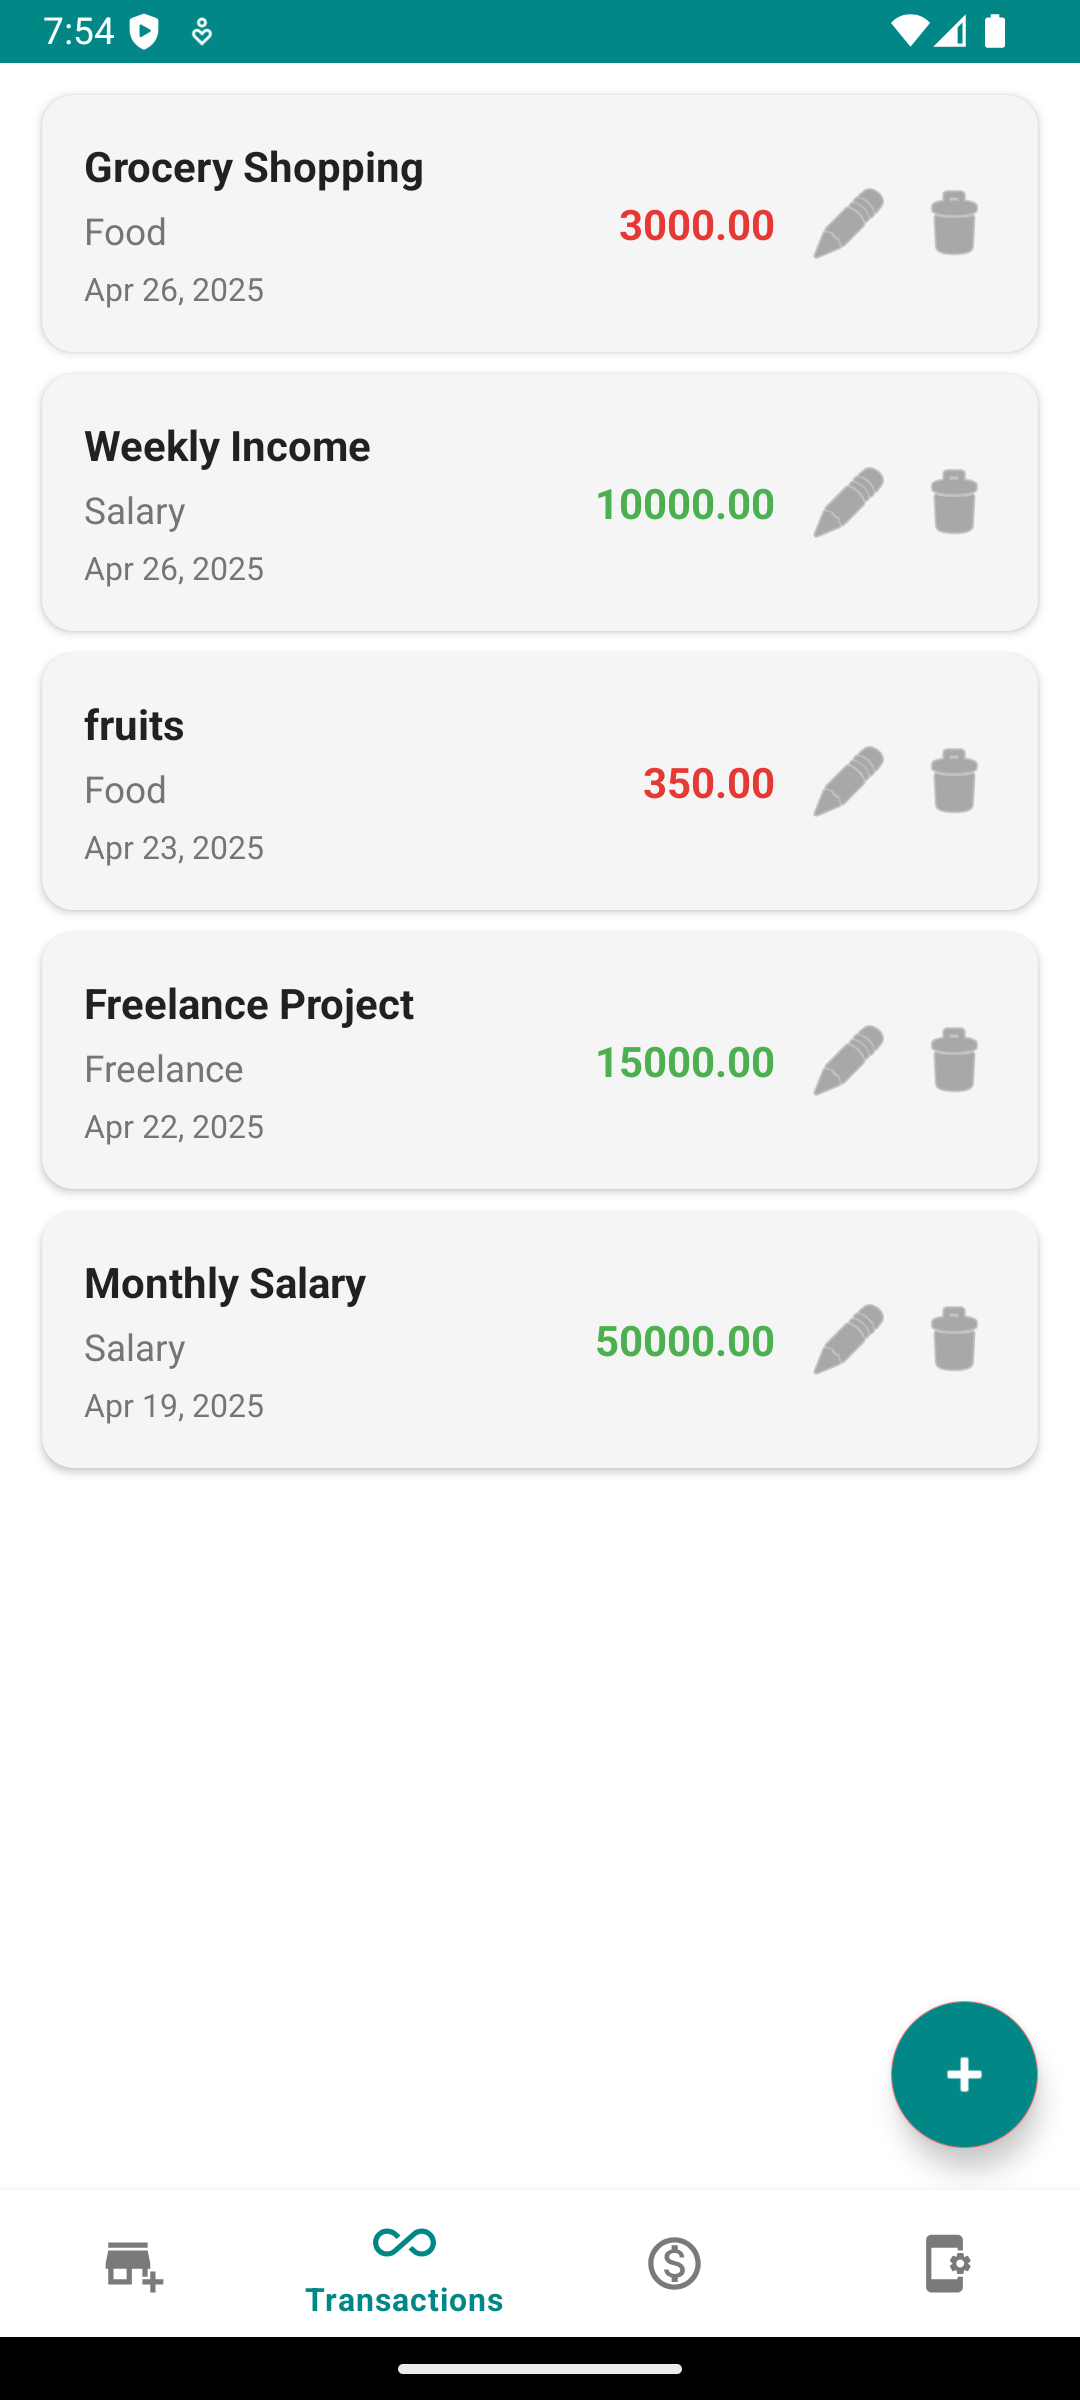 7:54
Grocery Shopping
Food
3000.00
Apr 26, 2025
Weekly Income
Salary
10000.00
Apr 26, 2025
fruits
Food
350.00
Apr 23, 2025
Freelance Project
Freelance
15000.00
Apr 22, 2025
Monthly Salary
Salary
50000.00
Apr 19, 2025
Transactions